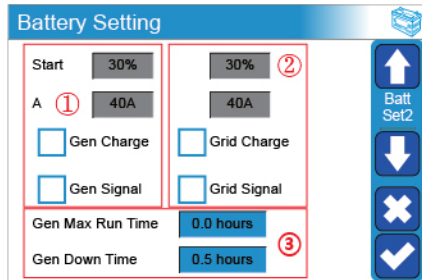 Battery Setting
Start 30% 30% ②
A ① 40A 40A
Gen Charge Grid Charge
Gen Signal Grid Signal
Gen Max Run Time 0.0 hours
③
Gen Down Time 0.5 hours
Batt
Set2